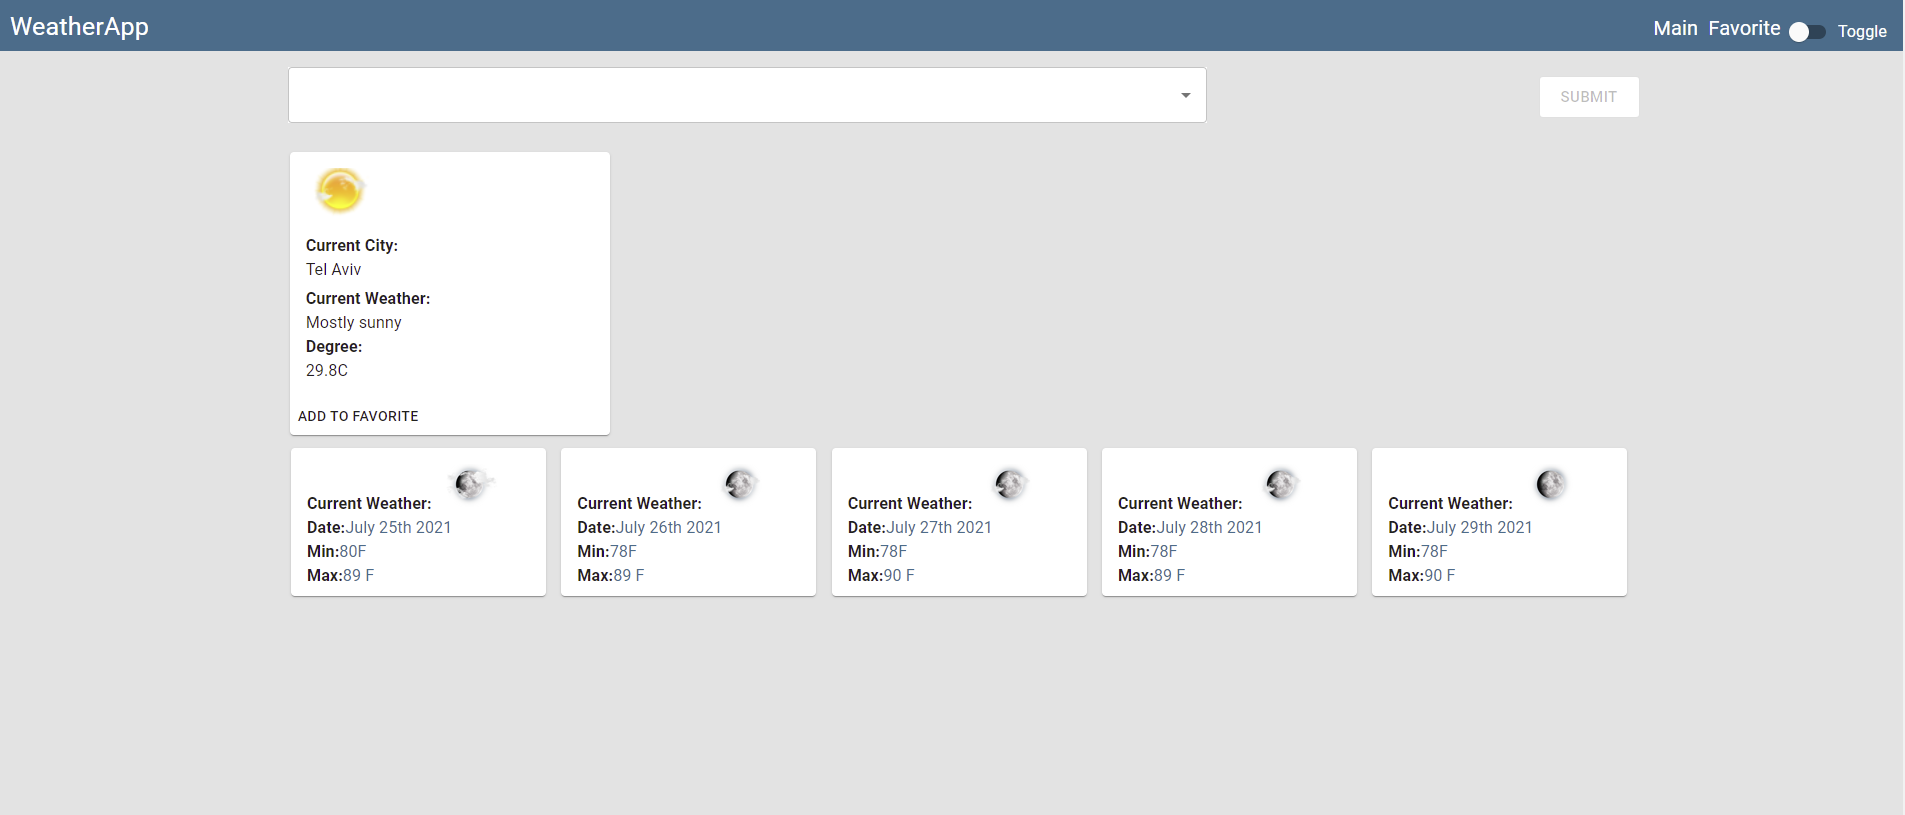 WeatherApp
Main Favorite Toggle
SUBMIT
Current City:
Tel Aviv
Current Weather:
Mostly sunny
Degree:
29.8C
ADD TO FAVORITE
Current Weather:
Date:July 25th 2021
Min:80F
Max:89 F
Current Weather:
Date:July 26th 2021
Min:78F
Max:89 F
Current Weather:
Date:July 27th 2021
Min:78F
Max:90 F
Current Weather:
Date:July 28th 2021
Min:78F
Max:89 F
Current Weather:
Date:July 29th 2021
Min:78F
Max:90 F